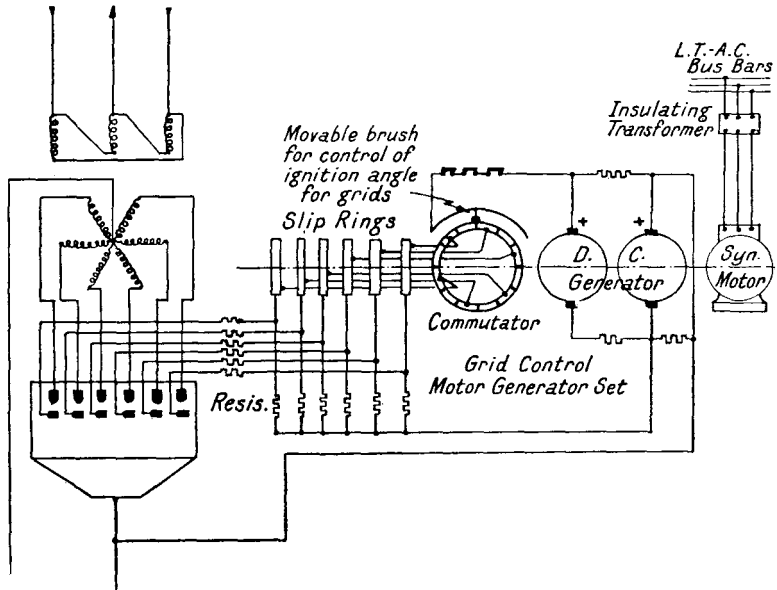 L.T.-A.C.
Bus Bars
Insulating
Transformer
Movable brush
for control of
ignition angle
for grids
Slip Rings
+
+
D. C.
Generator
Syn.
Motor
Commutator
Grid Control
Motor Generator Set
Resis.